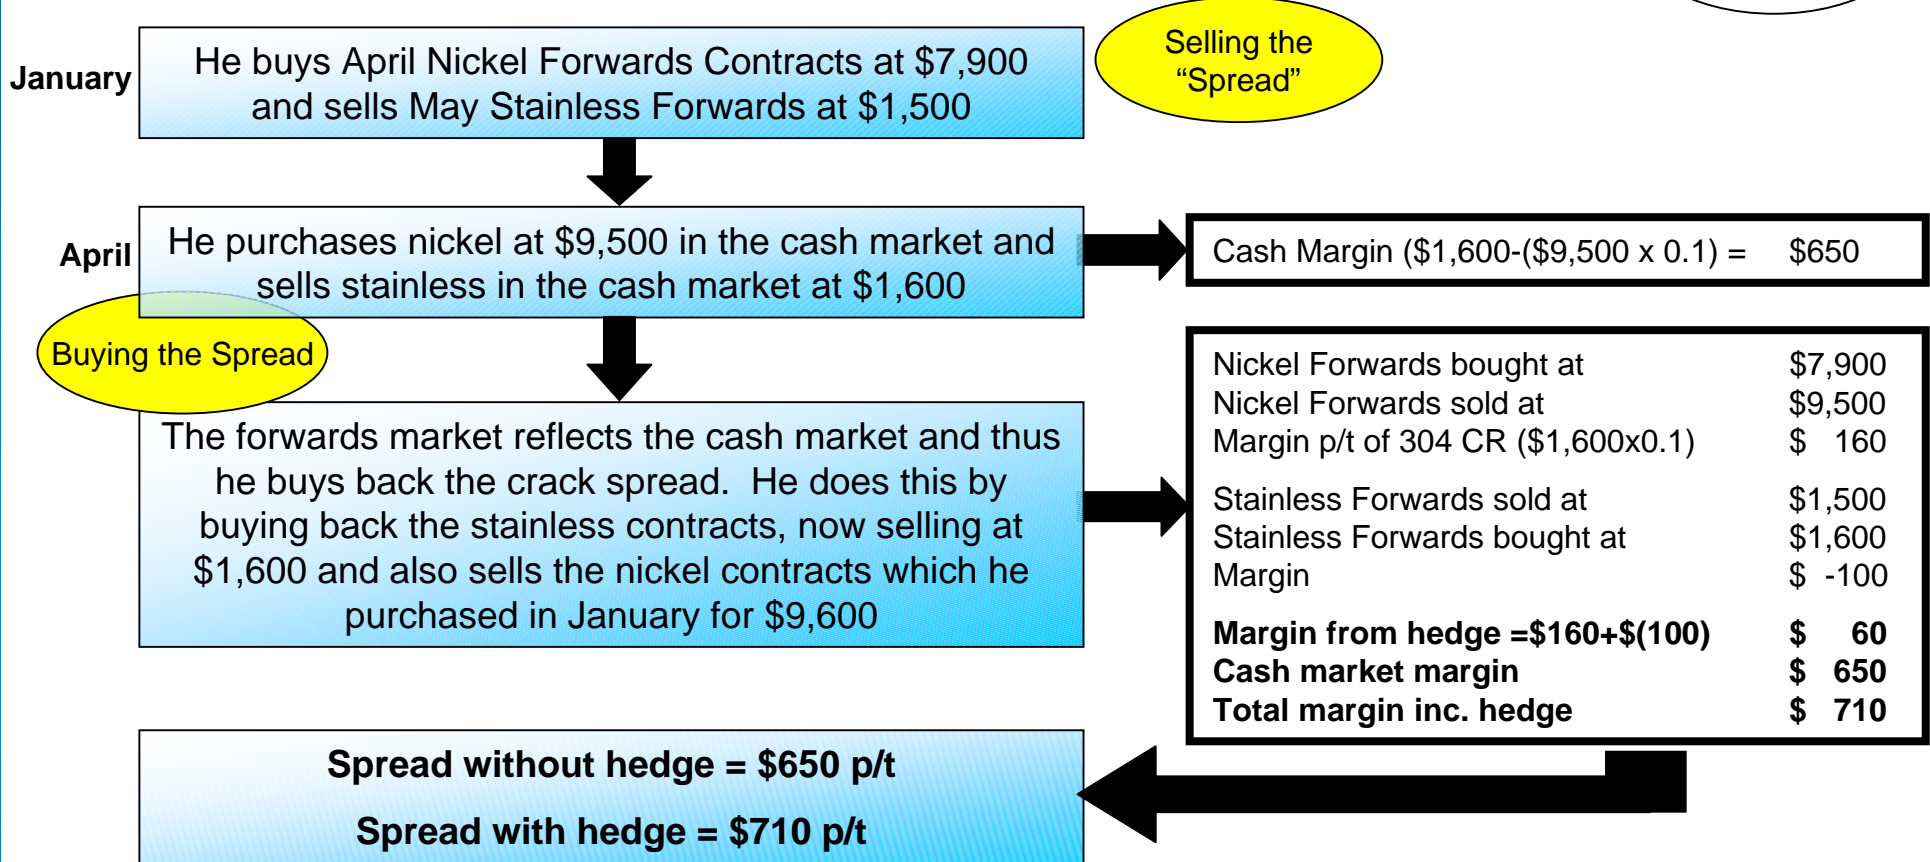 January
He buys April Nickel Forwards Contracts at $7,900
and sells May Stainless Forwards at $1,500
Selling the
“Spread”
April
He purchases nickel at $9,500 in the cash market and
sells stainless in the cash market at $1,600
Cash Margin ($1,600-($9,500 x 0.1) = $650
Buying the Spread
The forwards market reflects the cash market and thus
he buys back the crack spread. He does this by
buying back the stainless contracts, now selling at
$1,600 and also sells the nickel contracts which he
purchased in January for $9,600
Nickel Forwards bought at $7,900
Nickel Forwards sold at $9,500
Margin p/t of 304 CR ($1,600x0.1) $ 160
Stainless Forwards sold at $1,500
Stainless Forwards bought at $1,600
Margin $ -100
Margin from hedge =$160+$(100) $ 60
Cash market margin $ 650
Total margin inc. hedge $ 710
Spread without hedge = $650 p/t
Spread with hedge = $710 p/t